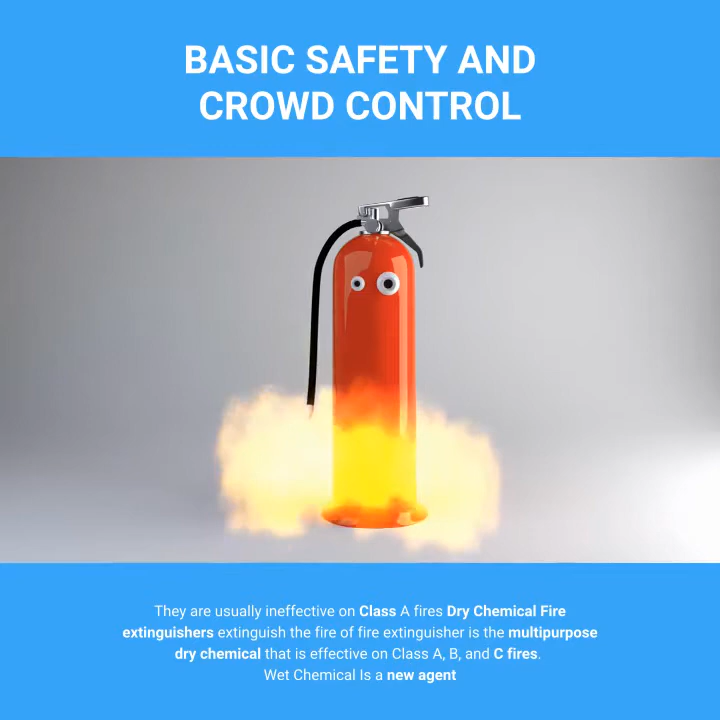 BASIC SAFETY AND
CROWD CONTROL
They are usually ineffective on Class A fires Dry Chemical Fire
extinguishers extinguish the fire of fire extinguisher is the multipurpose
dry chemical that is effective on Class A, B, and C fires.
Wet Chemical Is a new agent